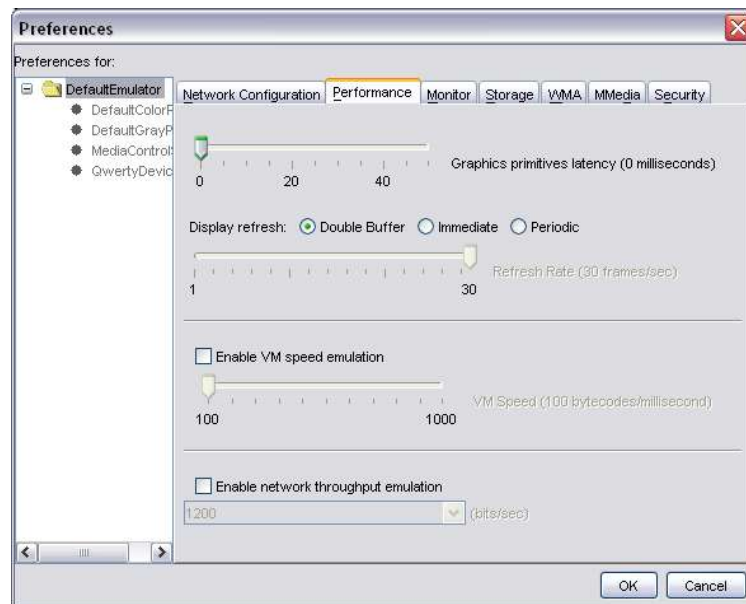 Preferences
Preferences for:
DefaultEmulator
DefaultColorP
DefaultGrayP
MediaControlS
QwertyDevic
Network Configuration Performance Monitor Storage WMA MMedia Security
0 20 40
Graphics primitives latency (0 milliseconds)
Display refresh: Double Buffer Immediate Periodic
1 30
Refresh Rate (30 frames/sec)
Enable VM speed emulation
100 1000
VM Speed (100 bytecodes/millisecond)
Enable network throughput emulation
1200 (bits/sec)
OK Cancel